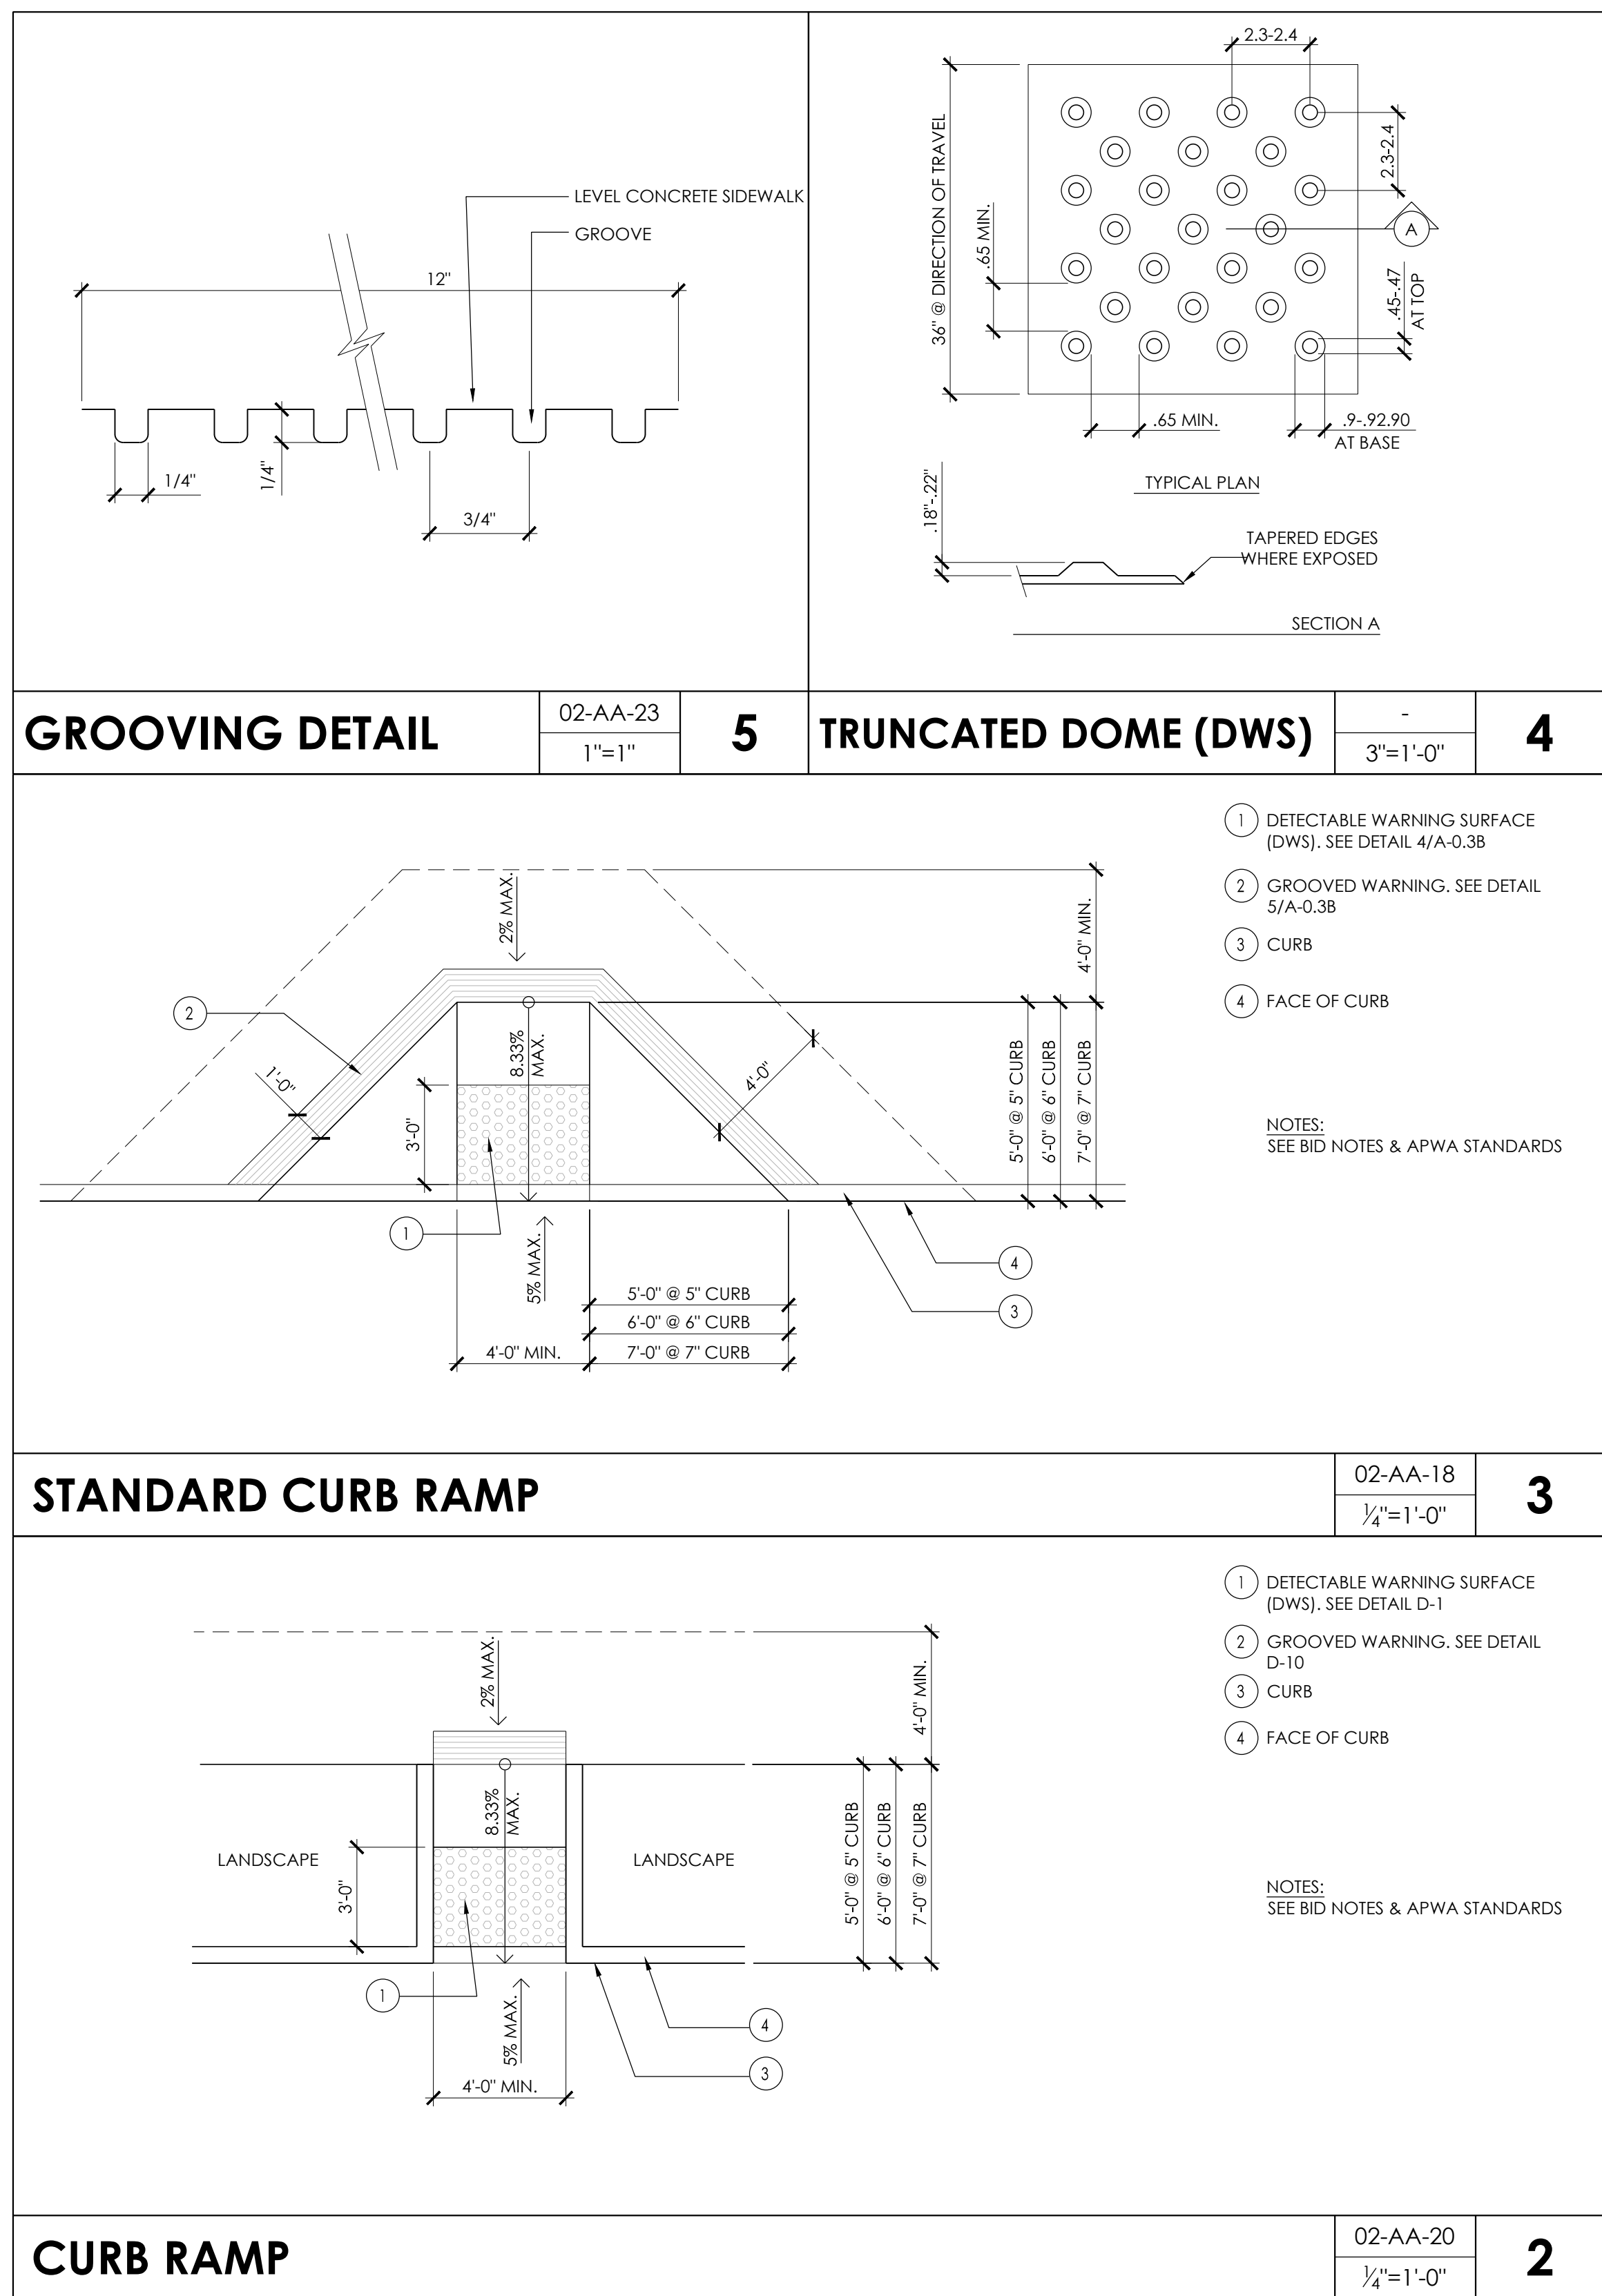 LEVEL CONCRETE SIDEWALK
GROOVE
12"
1/4"
1/4"
3/4"
GROOVING DETAIL
02-AA-23
1"=1"
5
2.3-2.4
36" @ DIRECTION OF TRAVEL
.65 MIN.
2.3-2.4
A
.45-.47
AT TOP
.65 MIN.
.9-.92.90
AT BASE
TYPICAL PLAN
.18"-.22"
TAPERED EDGES
WHERE EXPOSED
SECTION A
TRUNCATED DOME (DWS)
-
3"=1'-0"
4
1 DETECTABLE WARNING SURFACE
(DWS). SEE DETAIL 4/A-0.3B
2 GROOVED WARNING. SEE DETAIL
5/A-0.3B
3 CURB
4 FACE OF CURB
NOTES:
SEE BID NOTES & APWA STANDARDS
2% MAX.
4'-0" MIN.
2
8.33%
MAX.
1'-0"
4'-0"
3'-0"
5'-0" @ 5" CURB
6'-0" @ 6" CURB
7'-0" @ 7" CURB
1
5% MAX.
4
3
5'-0" @ 5" CURB
6'-0" @ 6" CURB
4'-0" MIN.
7'-0" @ 7" CURB
STANDARD CURB RAMP
02-AA-18
1/4"=1'-0"
3
1 DETECTABLE WARNING SURFACE
(DWS). SEE DETAIL D-1
2 GROOVED WARNING. SEE DETAIL
D-10
3 CURB
4 FACE OF CURB
NOTES:
SEE BID NOTES & APWA STANDARDS
2% MAX.
4'-0" MIN.
8.33%
MAX.
LANDSCAPE
LANDSCAPE
3'-0"
5'-0" @ 5" CURB
6'-0" @ 6" CURB
7'-0" @ 7" CURB
1
5% MAX.
4
3
4'-0" MIN.
CURB RAMP
02-AA-20
1/4"=1'-0"
2